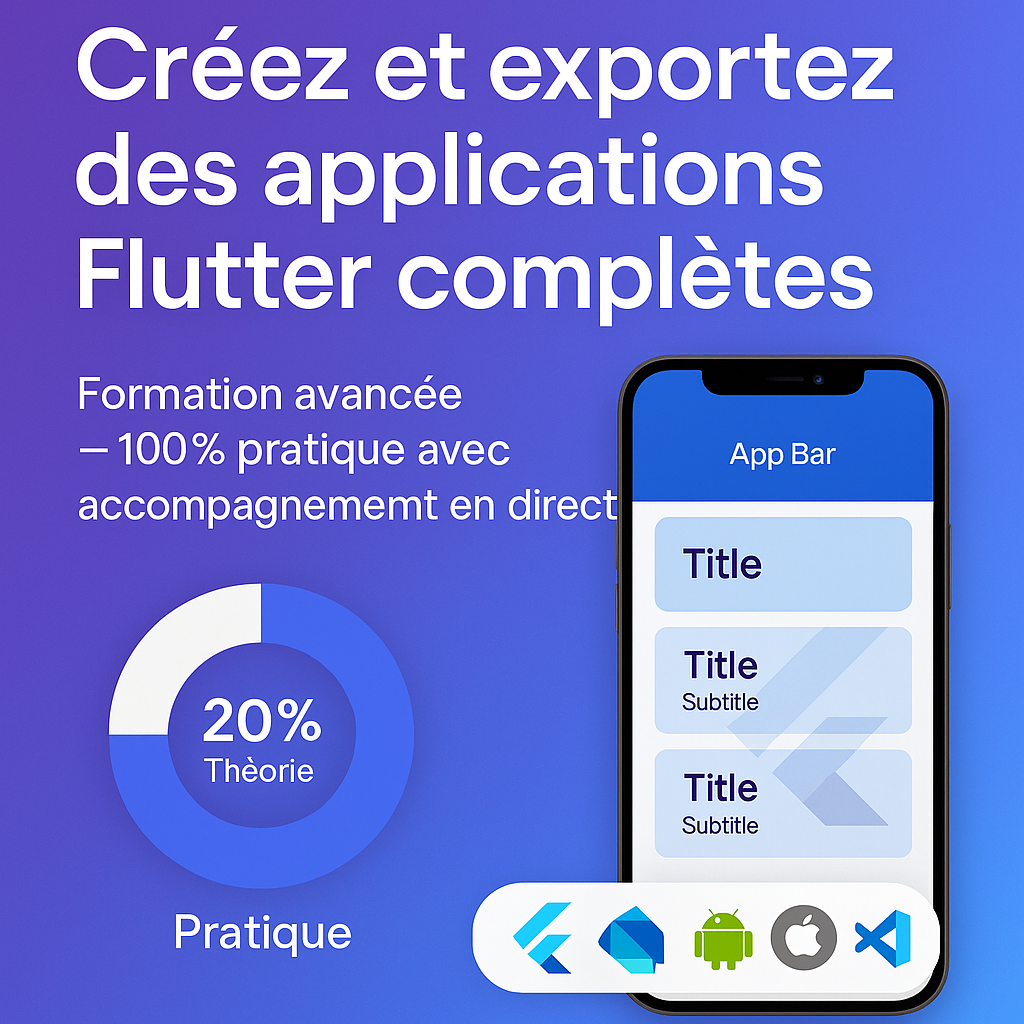 Créez et exportez
des applications
Flutter complètes
Formation avancée
– 100% pratique avec
accompagnememt en direct
20%
Thèorie
Pratique
App Bar
Title
Title
Subtitle
Title
Subtitle